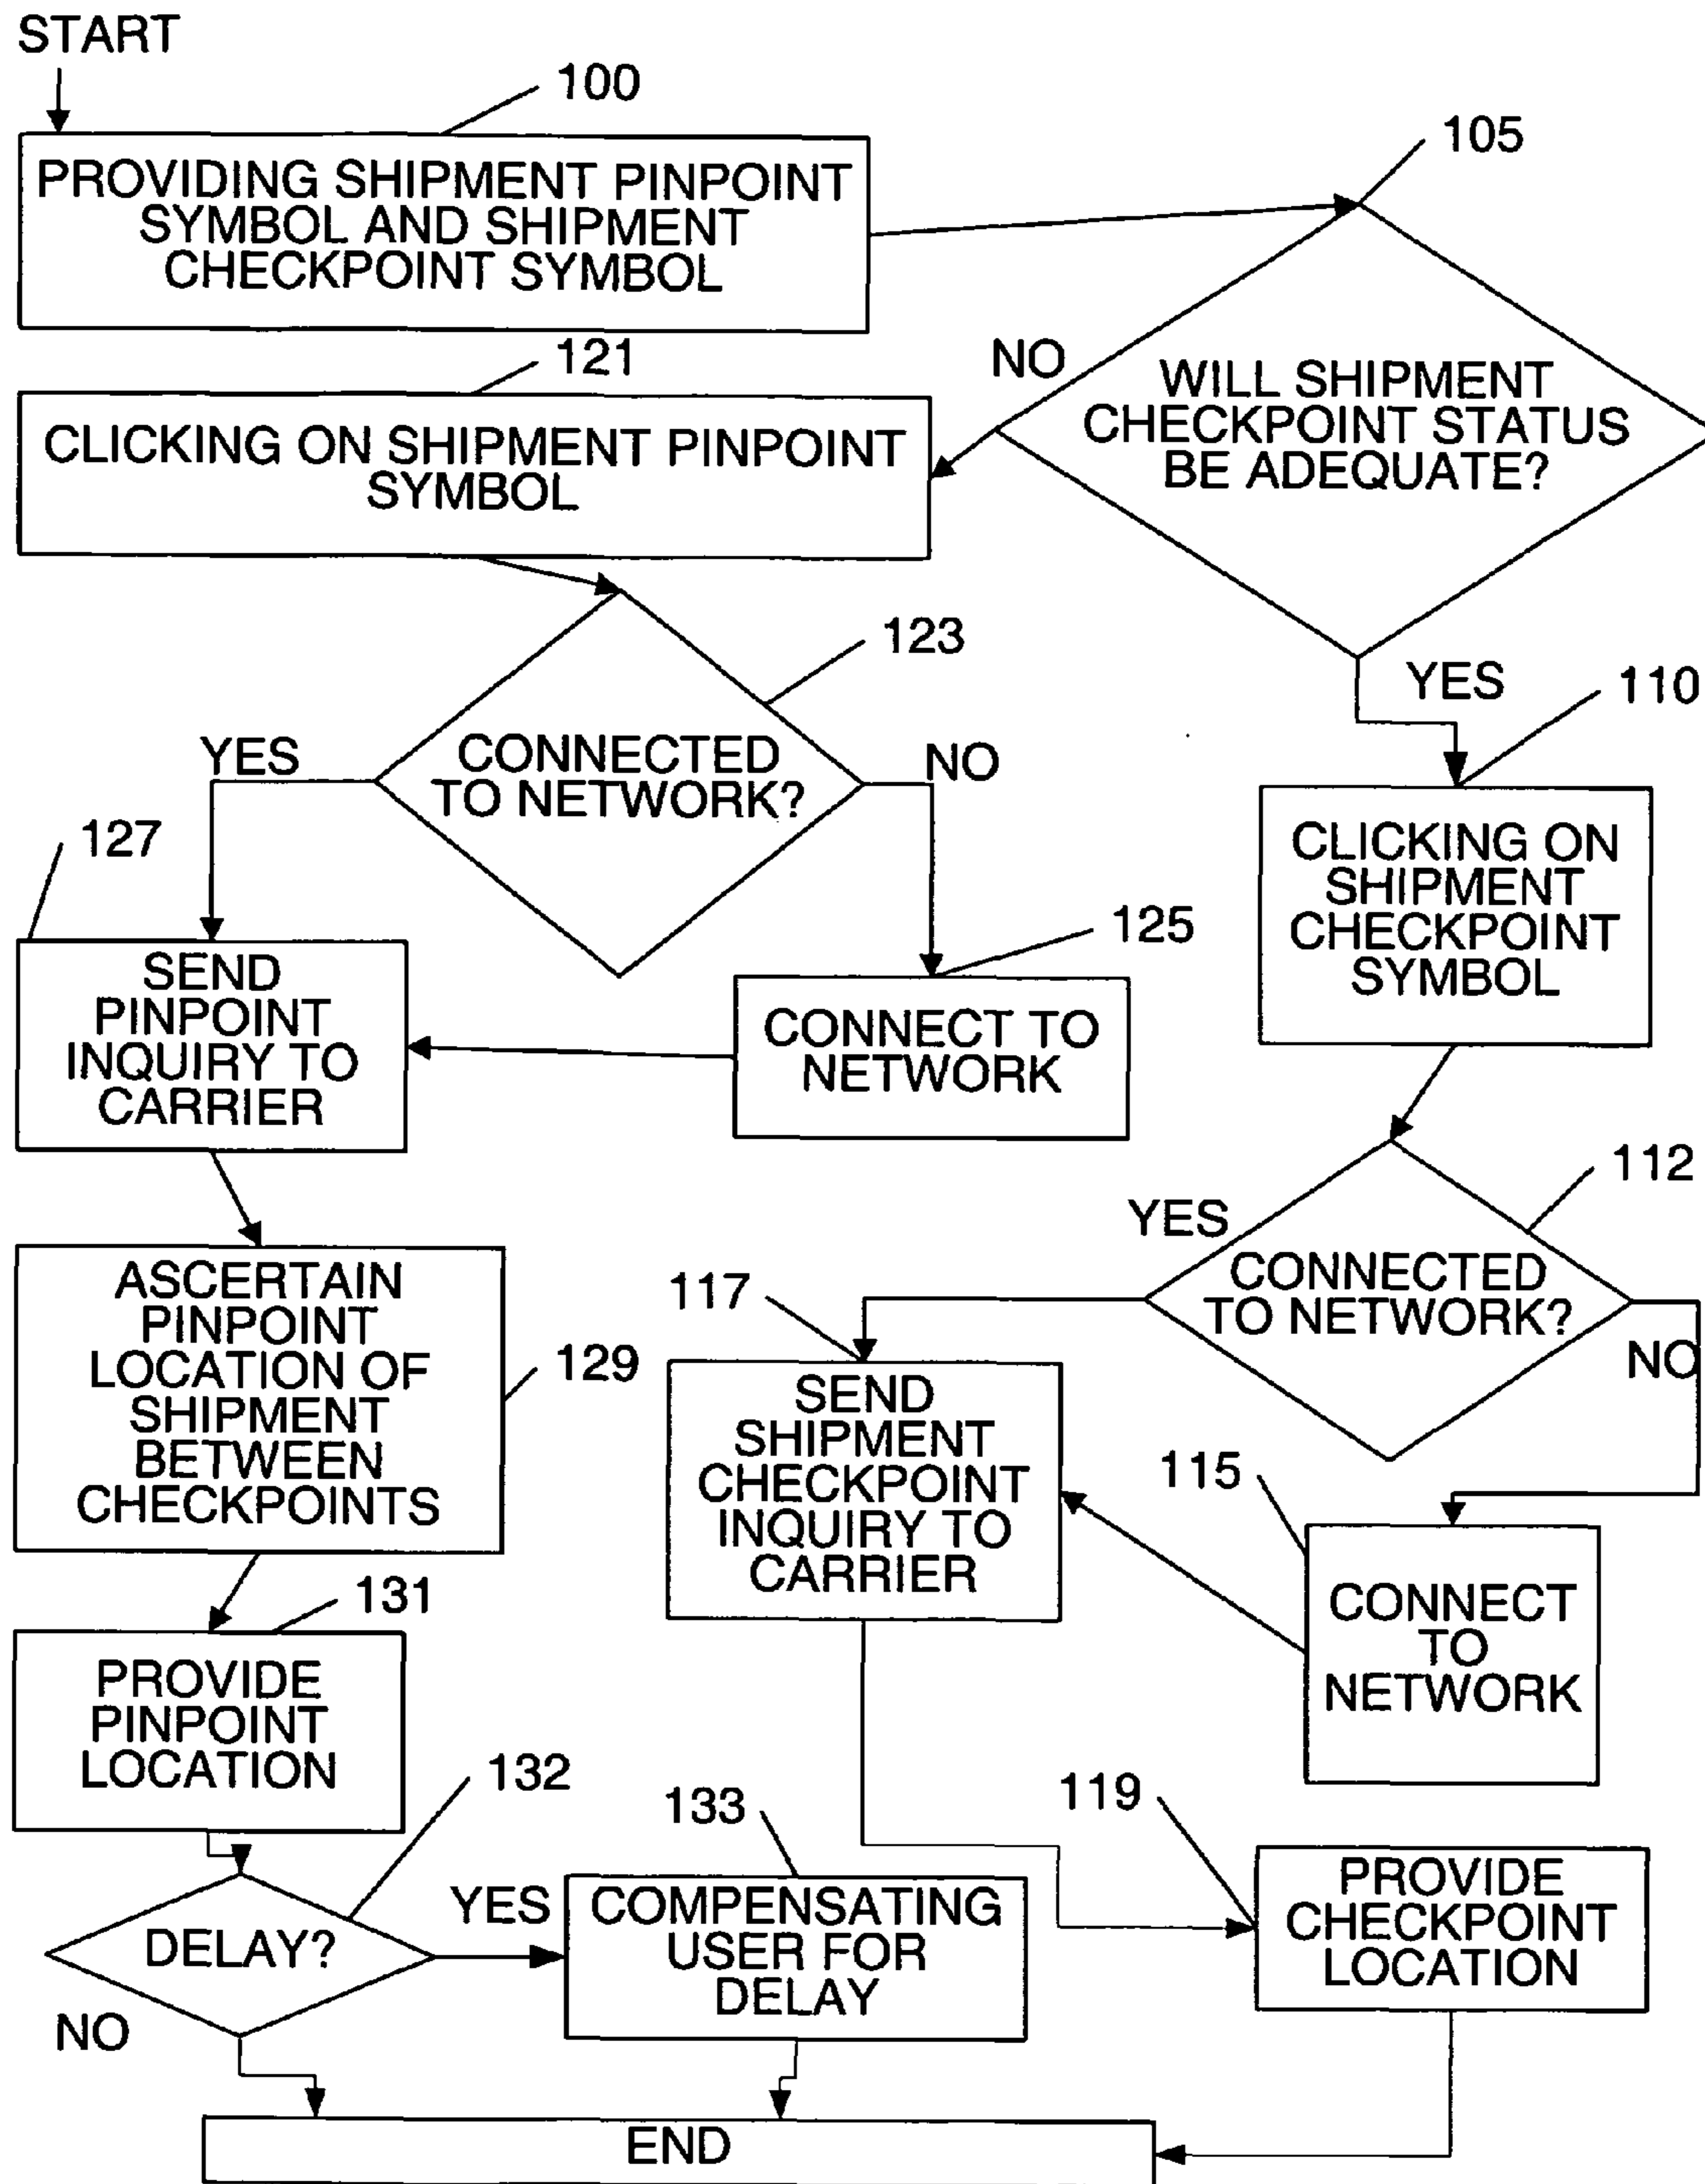 START
100
PROVIDING SHIPMENT PINPOINT
SYMBOL AND SHIPMENT
CHECKPOINT SYMBOL
105
WILL SHIPMENT
CHECKPOINT STATUS
BE ADEQUATE?
NO
121
CLICKING ON SHIPMENT PINPOINT
SYMBOL
123
CONNECTED
TO NETWORK?
YES
NO
YES
110
CLICKING ON
SHIPMENT
CHECKPOINT
SYMBOL
127
SEND
PINPOINT
INQUIRY TO
CARRIER
125
CONNECT TO
NETWORK
112
YES
CONNECTED
TO NETWORK?
NO
ASCERTAIN
PINPOINT
LOCATION OF
SHIPMENT
BETWEEN
CHECKPOINTS
129
117
SEND
SHIPMENT
CHECKPOINT
INQUIRY TO
CARRIER
115
CONNECT
TO
NETWORK
131
PROVIDE
PINPOINT
LOCATION
132
DELAY?
YES
NO
133
COMPENSATING
USER FOR
DELAY
119
PROVIDE
CHECKPOINT
LOCATION
END